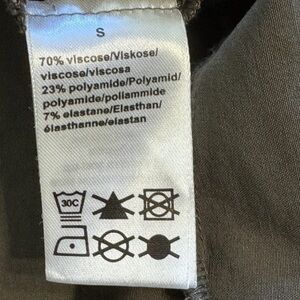 S
70% viscose/Viskose/
viscose/viscosa
23% polyamide/Polyamid/
polyamide/poliammide
7% elastane/Elasthan/
élasthanne/elastan
30C